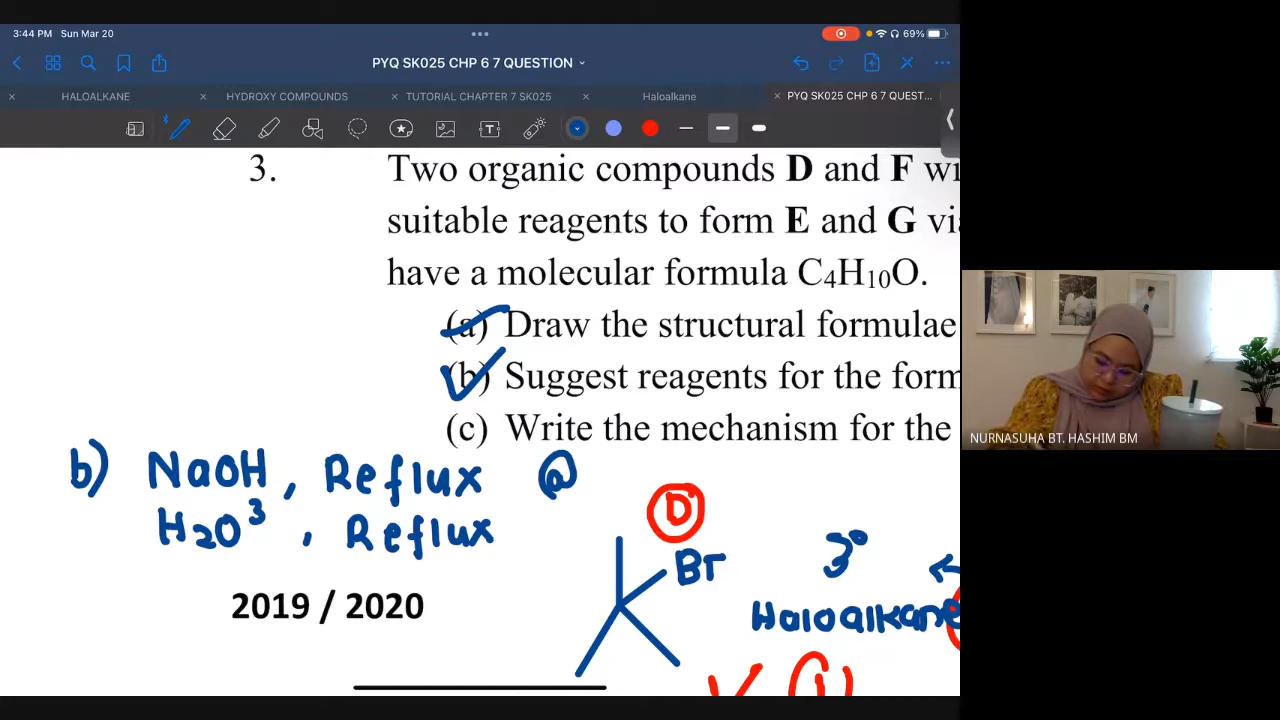 3:44 PM Sun Mar 20
69%
PYQ SK025 CHP 6 7 QUESTION
HALOALKANE
HYDROXY COMPOUNDS
TUTORIAL CHAPTER 7 SK025
Haloalkane
PYQ SK025 CHP 6 7 QUEST...
3. Two organic compounds D and F wr
suitable reagents to form E and G via
have a molecular formula C₄H₁₀O.
(a) Draw the structural formulae
(b) Suggest reagents for the form
(c) Write the mechanism for the
b) NaOH, Reflux @
H₂O³, Reflux
D
Br
3°
Haloalkane
2019 / 2020
(i)
NURNASUHA BT. HASHIM BM